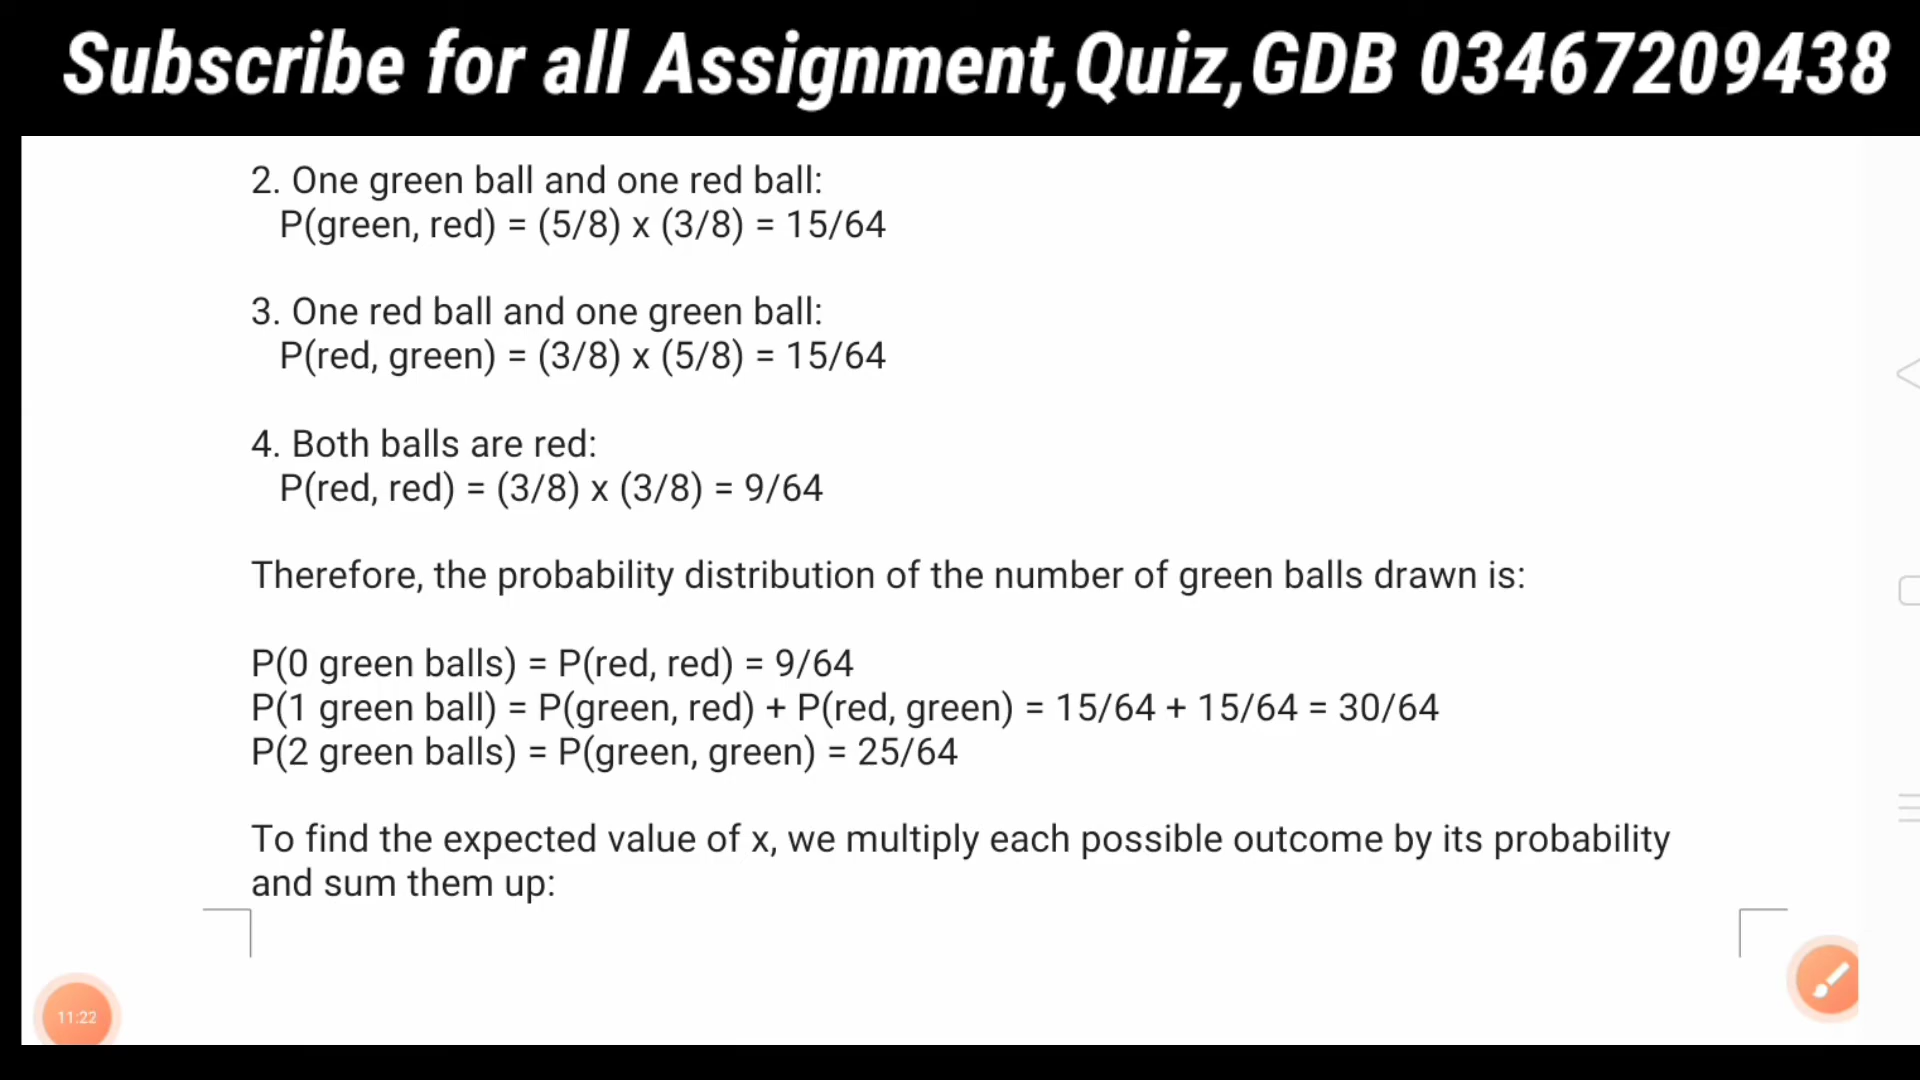 Subscribe for all Assignment,Quiz,GDB 03467209438
2. One green ball and one red ball:
P(green, red) = (5/8) x (3/8) = 15/64
3. One red ball and one green ball:
P(red, green) = (3/8) x (5/8) = 15/64
4. Both balls are red:
P(red, red) = (3/8) x (3/8) = 9/64
Therefore, the probability distribution of the number of green balls drawn is:
P(0 green balls) = P(red, red) = 9/64
P(1 green ball) = P(green, red) + P(red, green) = 15/64 + 15/64 = 30/64
P(2 green balls) = P(green, green) = 25/64
To find the expected value of x, we multiply each possible outcome by its probability
and sum them up:
11:22